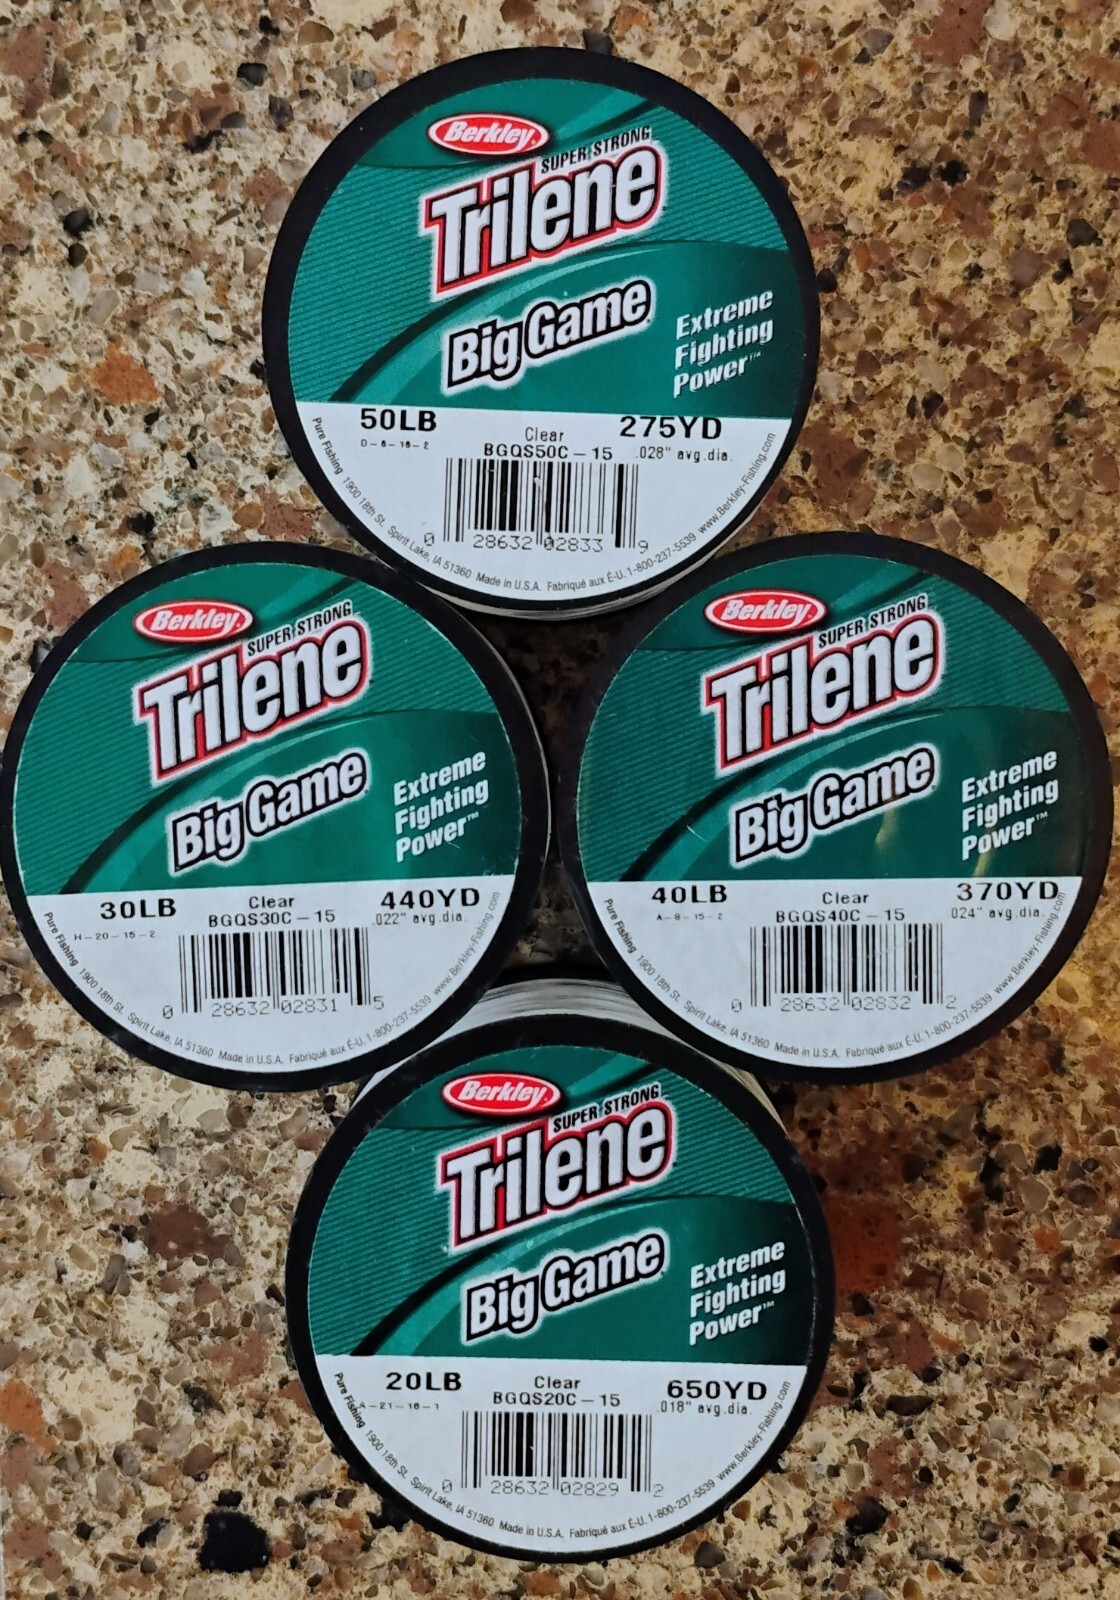 Berkley
SUPER STRONG
Trilene
Big Game
Extreme
Fighting
Power™
50LB Clear 275YD
D-6-16-2 BGQS50C-15 .028" avg.dia.
0 28632 02833 9
Pure Fishing 1900 18th St. Spirit Lake, IA 51360 Made in U.S.A. Fabriqué aux É-U. 1-800-237-5539 www.Berkley-Fishing.com
Berkley
SUPER STRONG
Trilene
Big Game
Extreme
Fighting
Power™
30LB Clear 440YD
H-20-15-2 BGQS30C-15 .022" avg.dia.
0 28632 02831 5
Pure Fishing 1900 18th St. Spirit Lake, IA 51360 Made in U.S.A. Fabriqué aux É-U. 1-800-237-5539 www.Berkley-Fishing.com
Berkley
SUPER STRONG
Trilene
Big Game
Extreme
Fighting
Power™
40LB Clear 370YD
A-8-15-2 BGQS40C-15 .024" avg.dia.
0 28632 02832 2
Pure Fishing 1900 18th St. Spirit Lake, IA 51360 Made in U.S.A. Fabriqué aux É-U. 1-800-237-5539 www.Berkley-Fishing.com
Berkley
SUPER STRONG
Trilene
Big Game
Extreme
Fighting
Power™
20LB Clear 650YD
A-21-16-1 BGQS20C-15 .018" avg.dia.
0 28632 02829 2
Pure Fishing 1900 18th St. Spirit Lake, IA 51360 Made in U.S.A. Fabriqué aux É-U. 1-800-237-5539 www.Berkley-Fishing.com